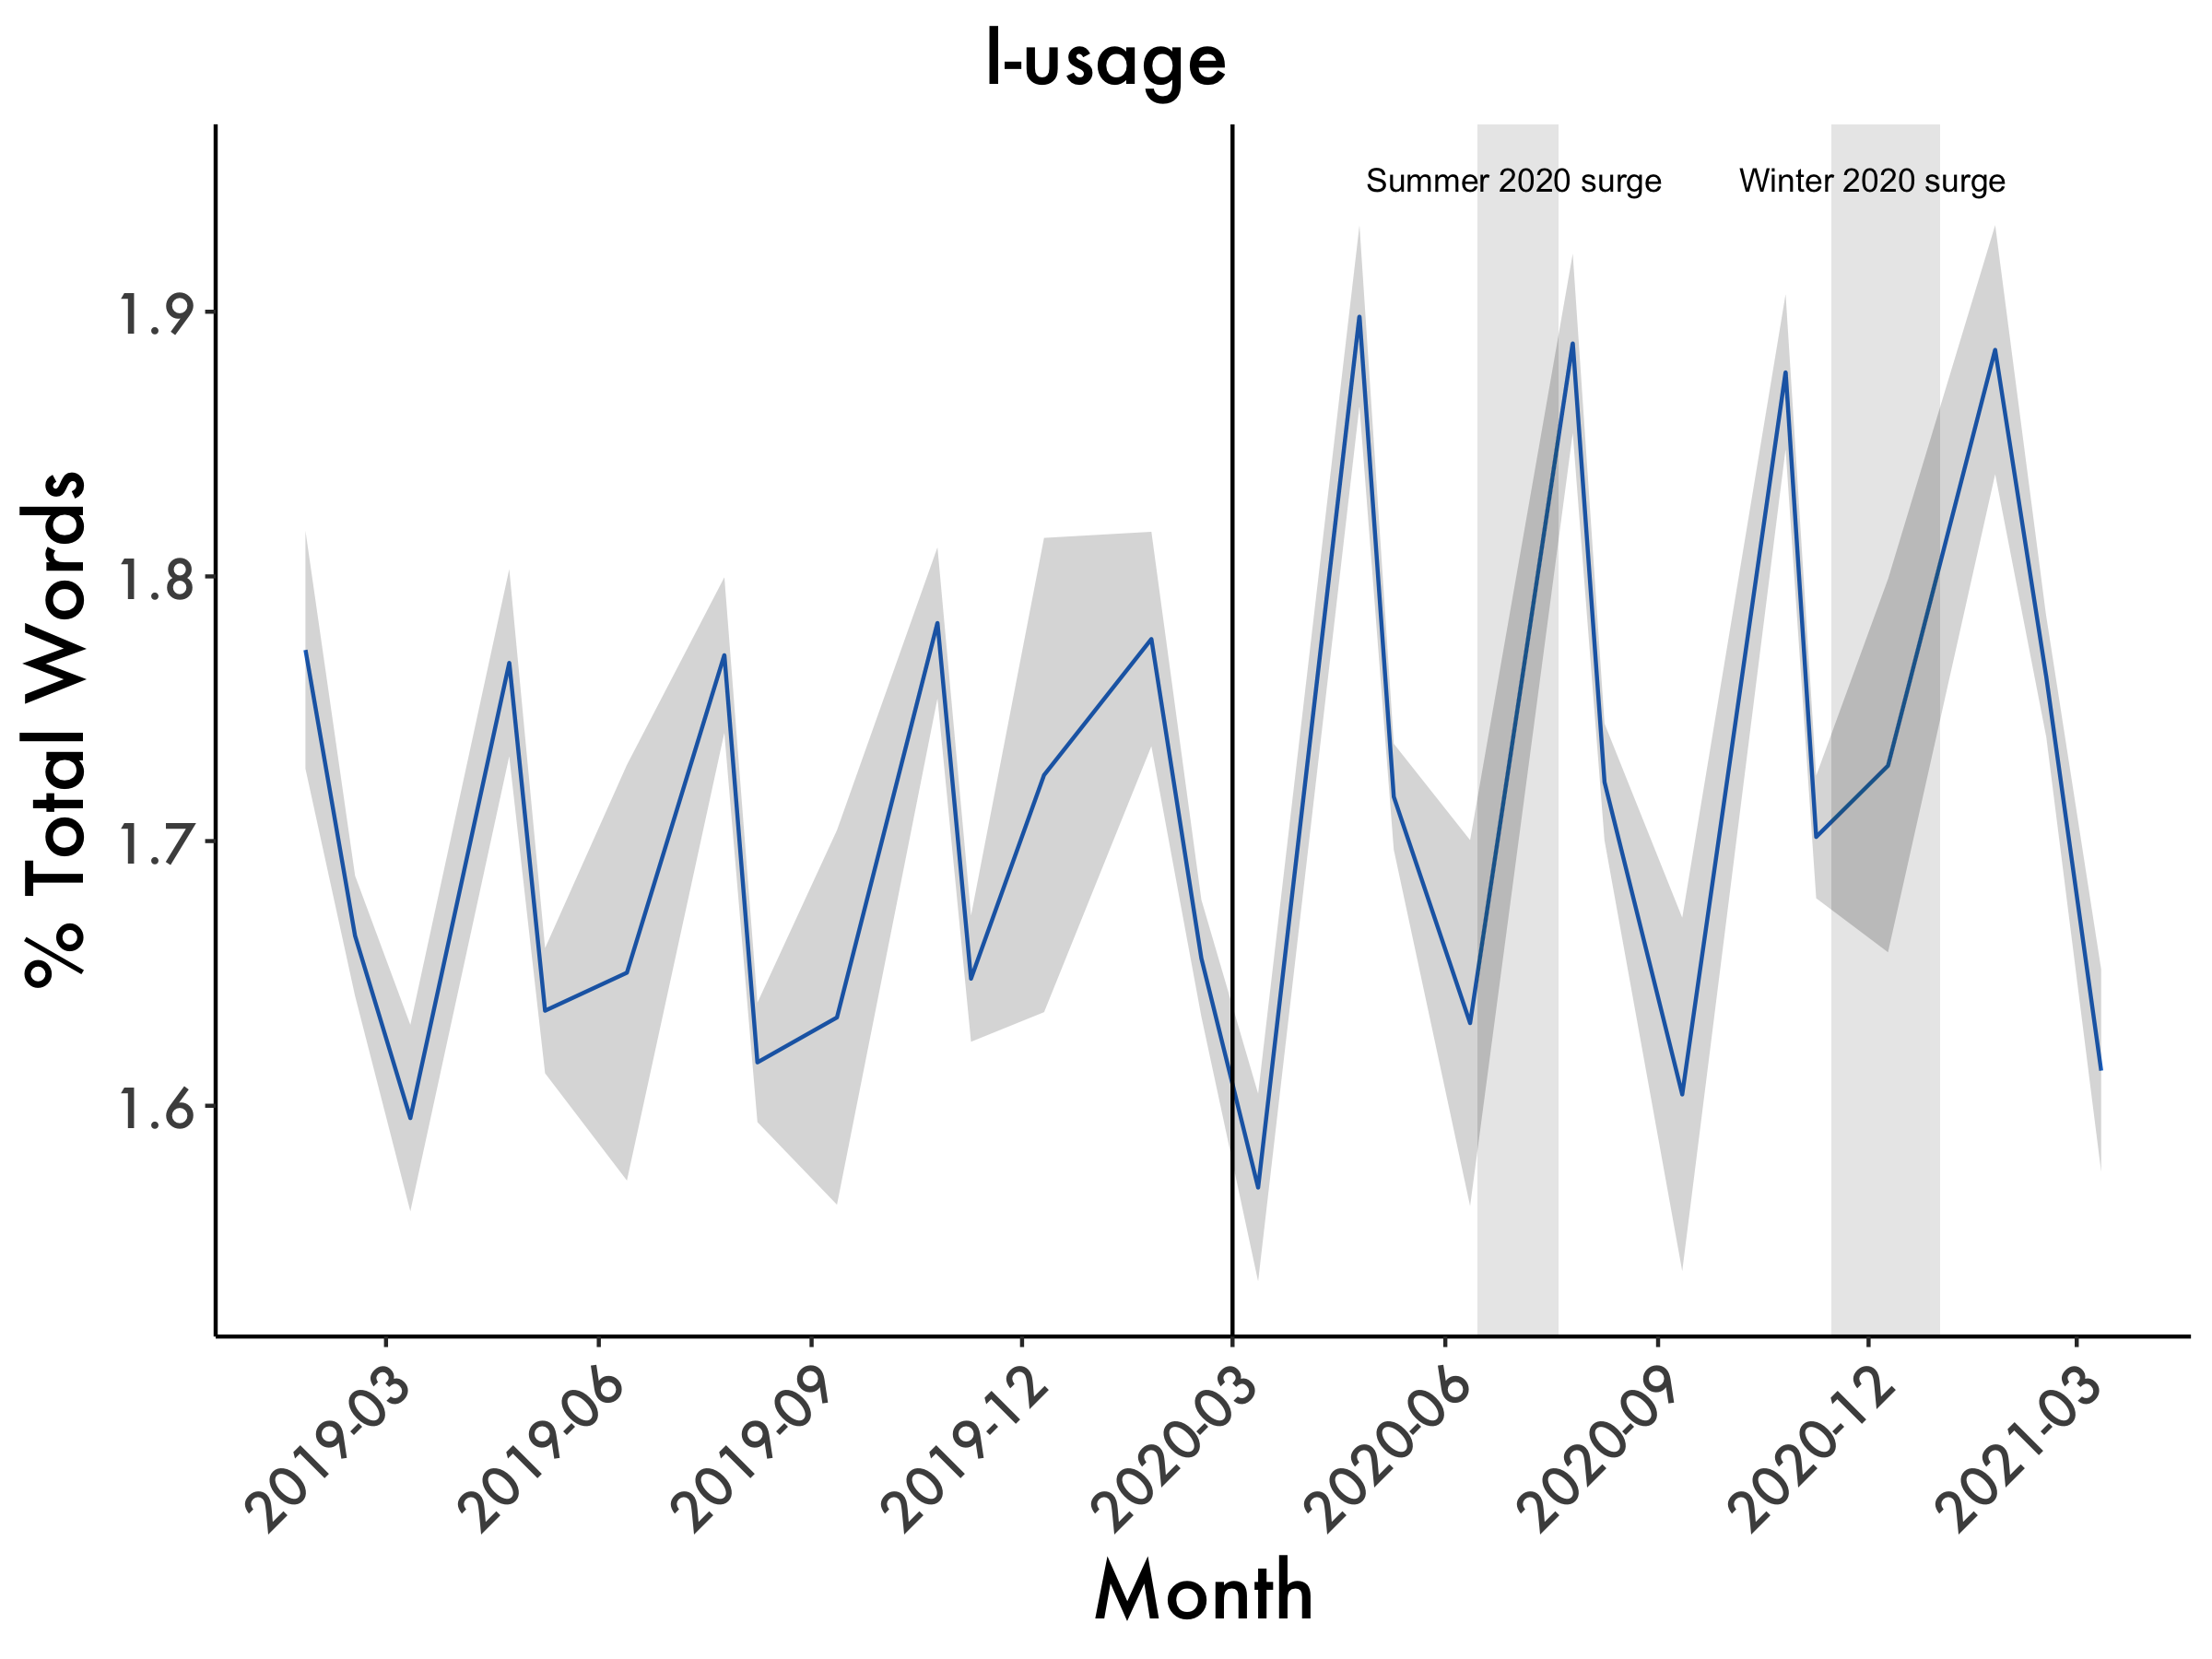 I-usage
Summer 2020 surge
Winter 2020 surge
% Total Words
1.9
1.8
1.7
1.6
2019-03
2019-06
2019-09
2019-12
2020-03
2020-06
2020-09
2020-12
2021-03
Month